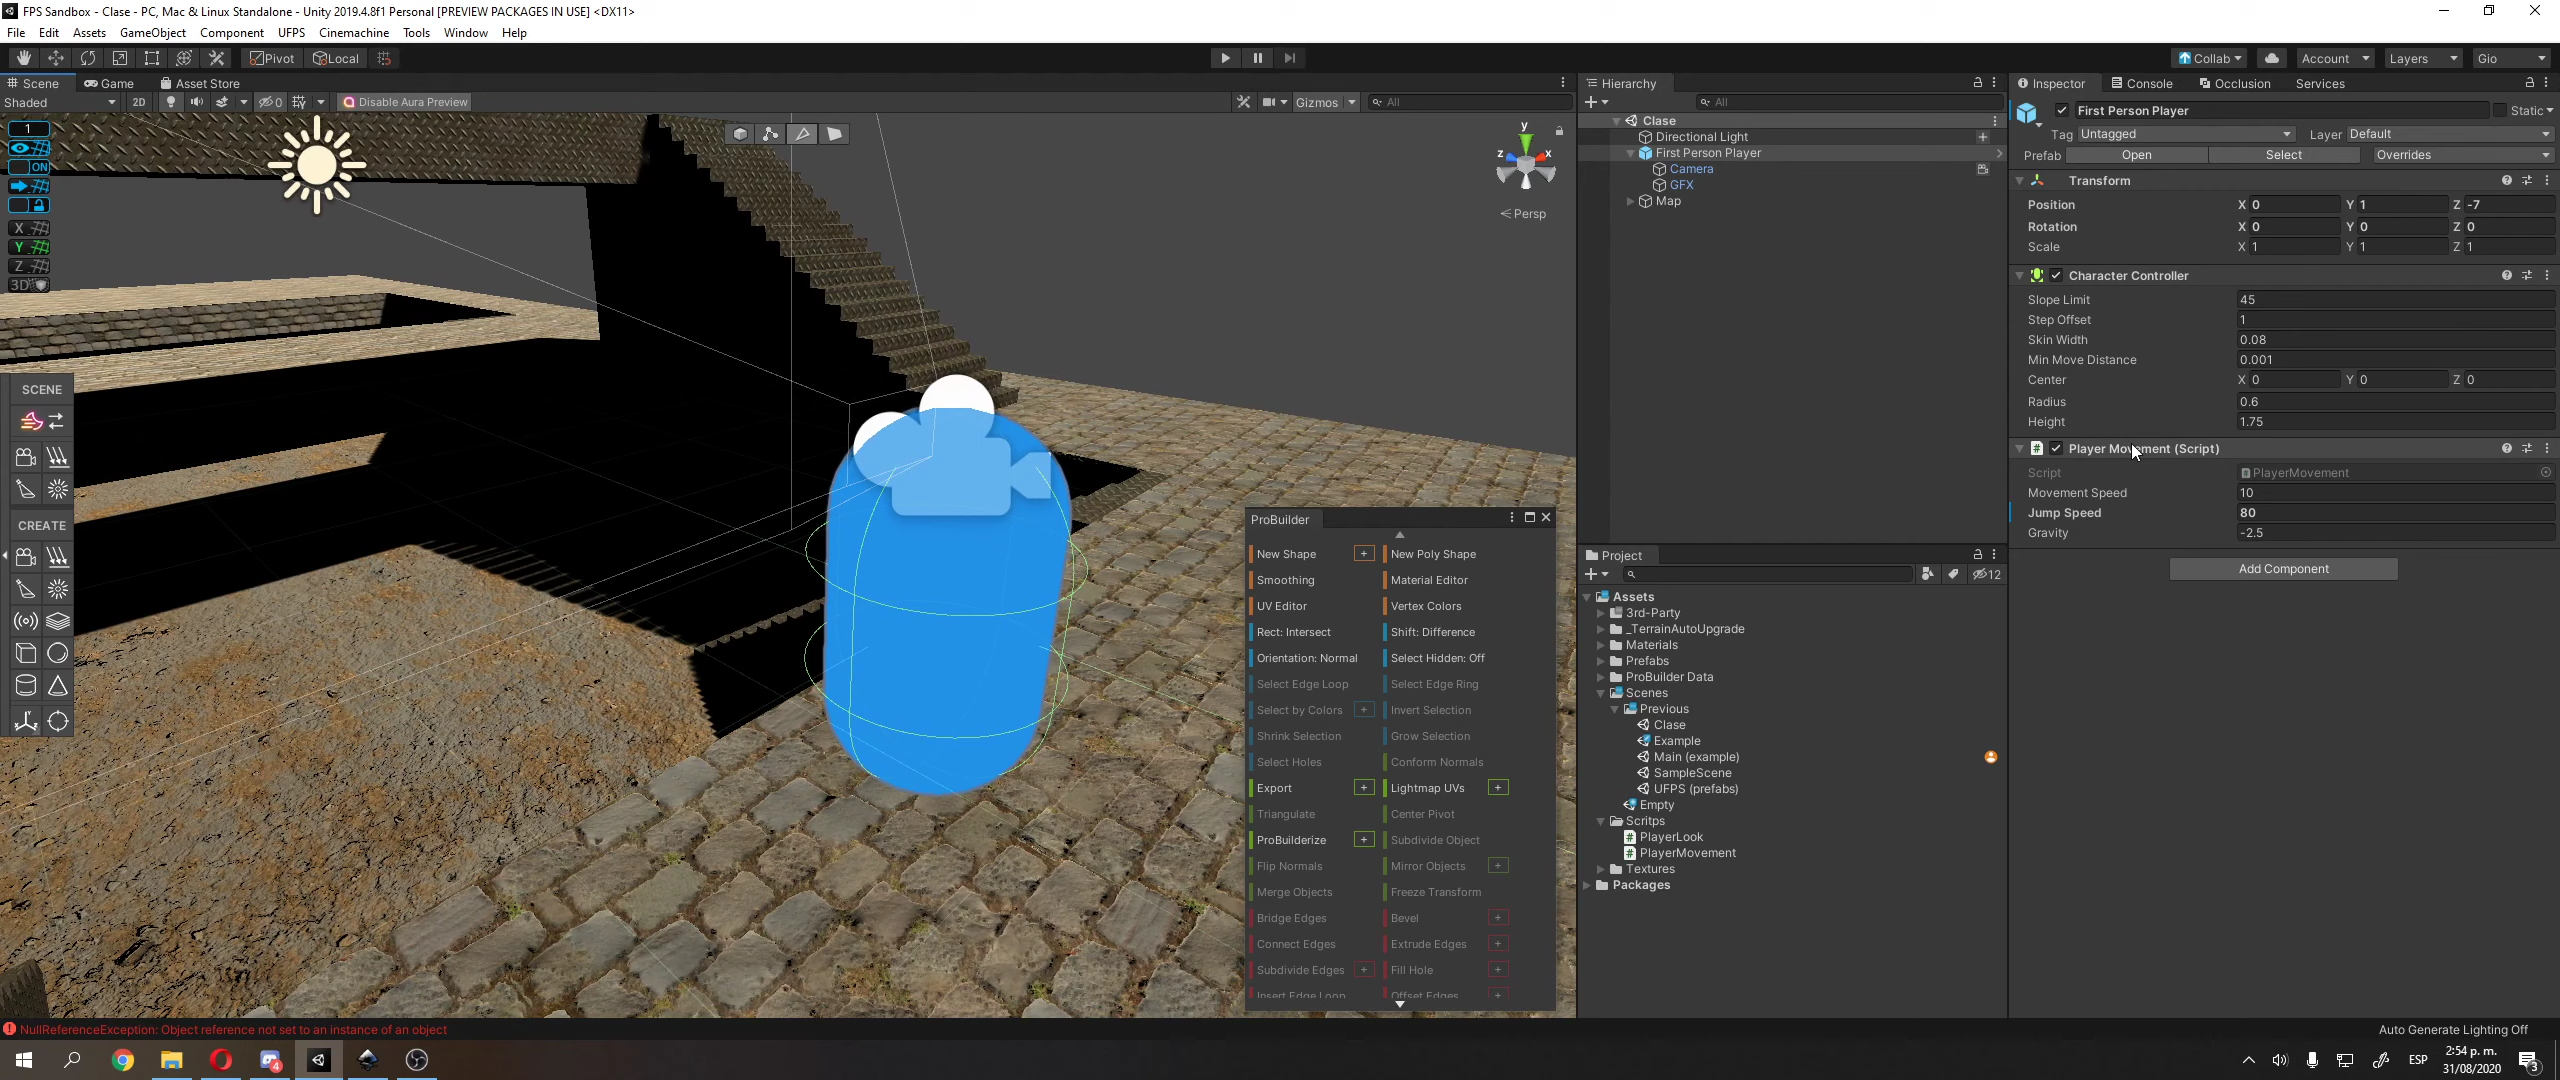 FPS Sandbox - Clase - PC, Mac & Linux Standalone - Unity 2019.4.8f1 Personal [PREVIEW PACKAGES IN USE] <DX11>
File Edit Assets GameObject Component UFPS Cinemachine Tools Window Help
Pivot Local Collab Account Layers Gio
Scene Game Asset Store
Shaded 2D 0 Disable Aura Preview Gizmos All
1
ON
X
Y
Z
3D
y
z x
Persp
SCENE
CREATE
ProBuilder
New Shape + New Poly Shape
Smoothing Material Editor
UV Editor Vertex Colors
Rect: Intersect Shift: Difference
Orientation: Normal Select Hidden: Off
Select Edge Loop Select Edge Ring
Select by Colors + Invert Selection
Shrink Selection Grow Selection
Select Holes Conform Normals
Export + Lightmap UVs +
Triangulate Center Pivot
ProBuilderize + Subdivide Object
Flip Normals Mirror Objects +
Merge Objects Freeze Transform
Bridge Edges Bevel +
Connect Edges Extrude Edges +
Subdivide Edges + Fill Hole +
Insert Edge Loop Offset Edges +
Hierarchy
All
Clase
Directional Light
First Person Player
Camera
GFX
Map
Project
12
Assets
3rd-Party
_TerrainAutoUpgrade
Materials
Prefabs
ProBuilder Data
Scenes
Previous
Clase
Example
Main (example)
SampleScene
UFPS (prefabs)
Empty
Scritps
PlayerLook
PlayerMovement
Textures
Packages
Inspector Console Occlusion Services
First Person Player Static
Tag Untagged Layer Default
Prefab Open Select Overrides
Transform
Position X 0 Y 1 Z -7
Rotation X 0 Y 0 Z 0
Scale X 1 Y 1 Z 1
Character Controller
Slope Limit 45
Step Offset 1
Skin Width 0.08
Min Move Distance 0.001
Center X 0 Y 0 Z 0
Radius 0.6
Height 1.75
Player Movement (Script)
Script PlayerMovement
Movement Speed 10
Jump Speed 80
Gravity -2.5
Add Component
NullReferenceException: Object reference not set to an instance of an object
Auto Generate Lighting Off
4
ESP
2:54 p. m.
31/08/2020
3